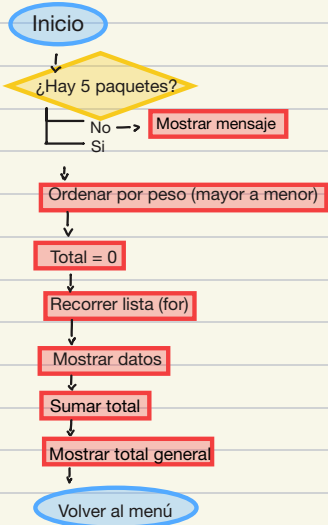 Inicio
¿Hay 5 paquetes?
No
Mostrar mensaje
Si
Ordenar por peso (mayor a menor)
Total = 0
Recorrer lista (for)
Mostrar datos
Sumar total
Mostrar total general
Volver al menú